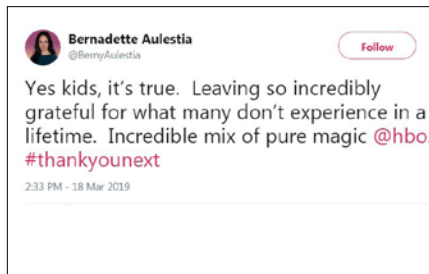 Bernadette Aulestia
@BernyAulestia
Follow
Yes kids, it's true. Leaving so incredibly
grateful for what many don't experience in a
lifetime. Incredible mix of pure magic @hbo.
#thankyounext
2:33 PM - 18 Mar 2019